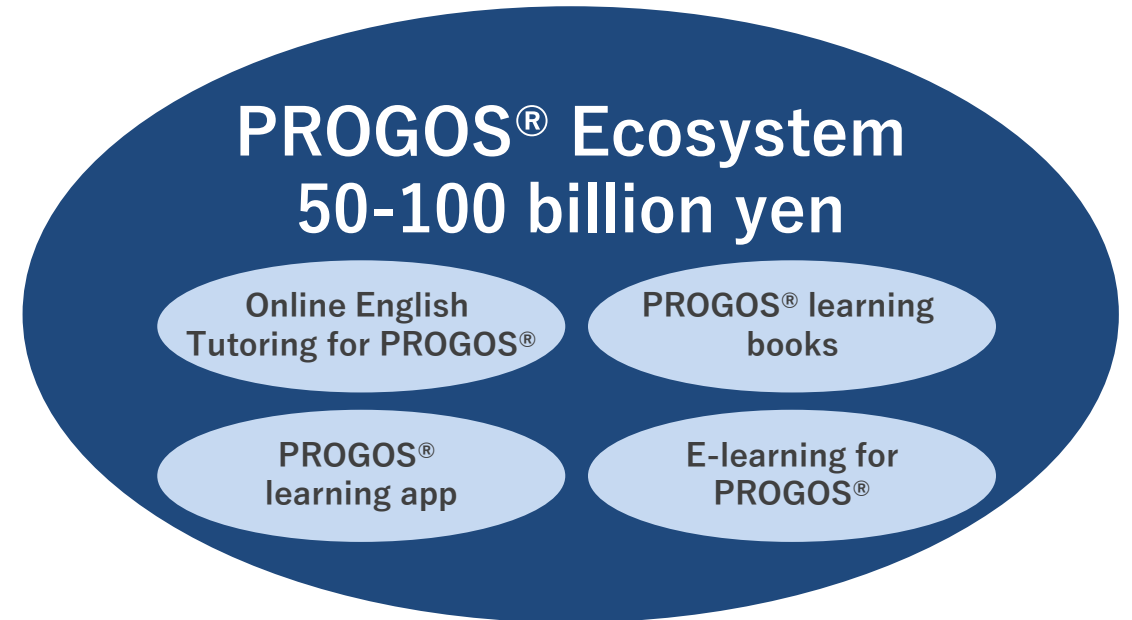 PROGOS® Ecosystem
50-100 billion yen
Online English
Tutoring for PROGOS®
PROGOS® learning
books
PROGOS®
learning app
E-learning for
PROGOS®